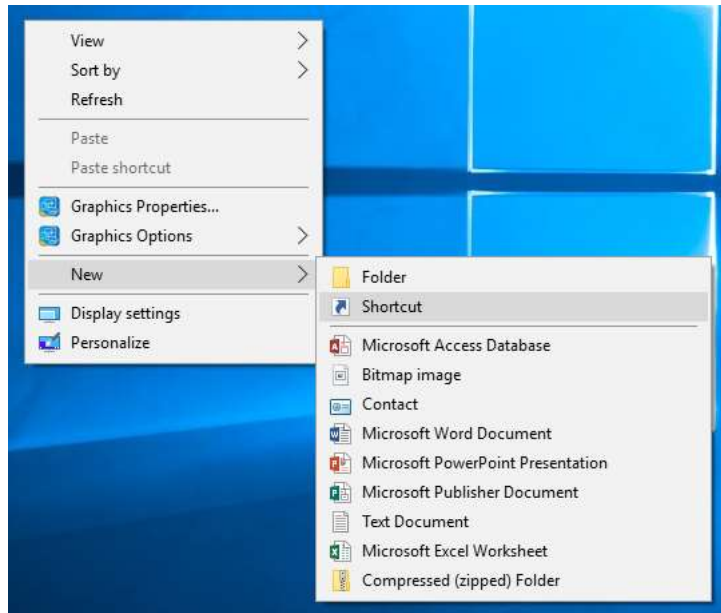 View
Sort by
Refresh
Paste
Paste shortcut
Graphics Properties...
Graphics Options
New
Display settings
Personalize
Folder
Shortcut
Microsoft Access Database
Bitmap image
Contact
Microsoft Word Document
Microsoft PowerPoint Presentation
Microsoft Publisher Document
Text Document
Microsoft Excel Worksheet
Compressed (zipped) Folder